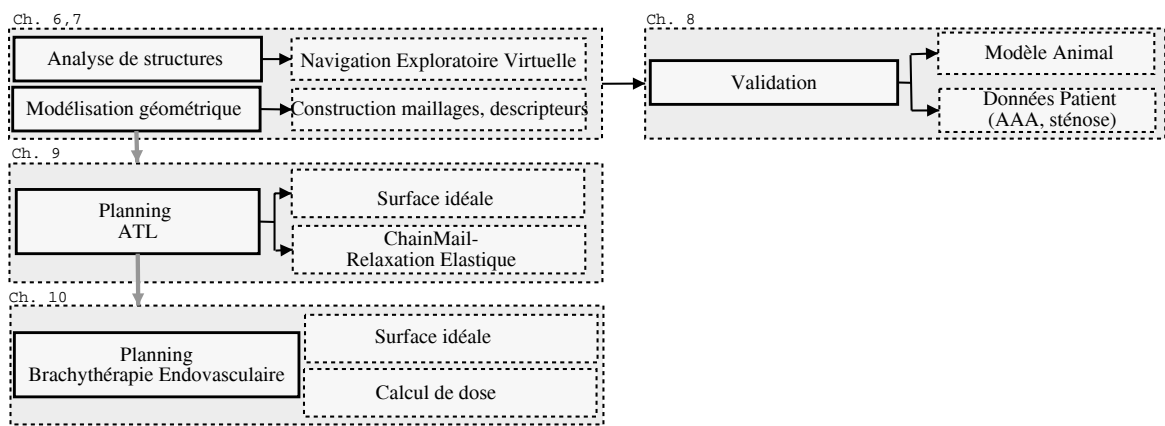 Ch. 6,7
Analyse de structures
Navigation Exploratoire Virtuelle
Modélisation géométrique
Construction maillages, descripteurs
Ch. 8
Validation
Modèle Animal
Données Patient
(AAA, sténose)
Ch. 9
Planning
ATL
Surface idéale
ChainMail-
Relaxation Elastique
Ch. 10
Planning
Brachythérapie Endovasculaire
Surface idéale
Calcul de dose